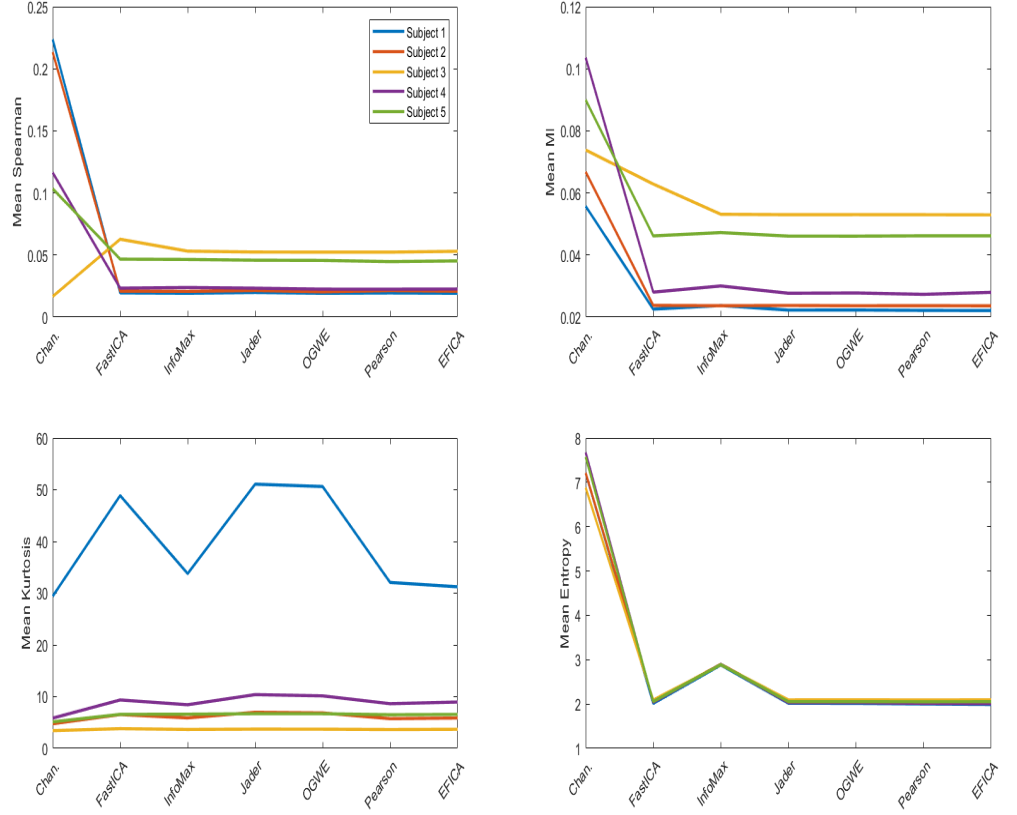 Mean Spearman
0.25
0.2
0.15
0.1
0.05
0
Subject 1
Subject 2
Subject 3
Subject 4
Subject 5
Chan.
FastICA
InfoMax
Jader
OGWE
Pearson
EFICA
Mean MI
0.12
0.1
0.08
0.06
0.04
0.02
Chan.
FastICA
InfoMax
Jader
OGWE
Pearson
EFICA
Mean Kurtosis
60
50
40
30
20
10
0
Chan.
FastICA
InfoMax
Jader
OGWE
Pearson
EFICA
Mean Entropy
8
7
6
5
4
3
2
1
Chan.
FastICA
InfoMax
Jader
OGWE
Pearson
EFICA